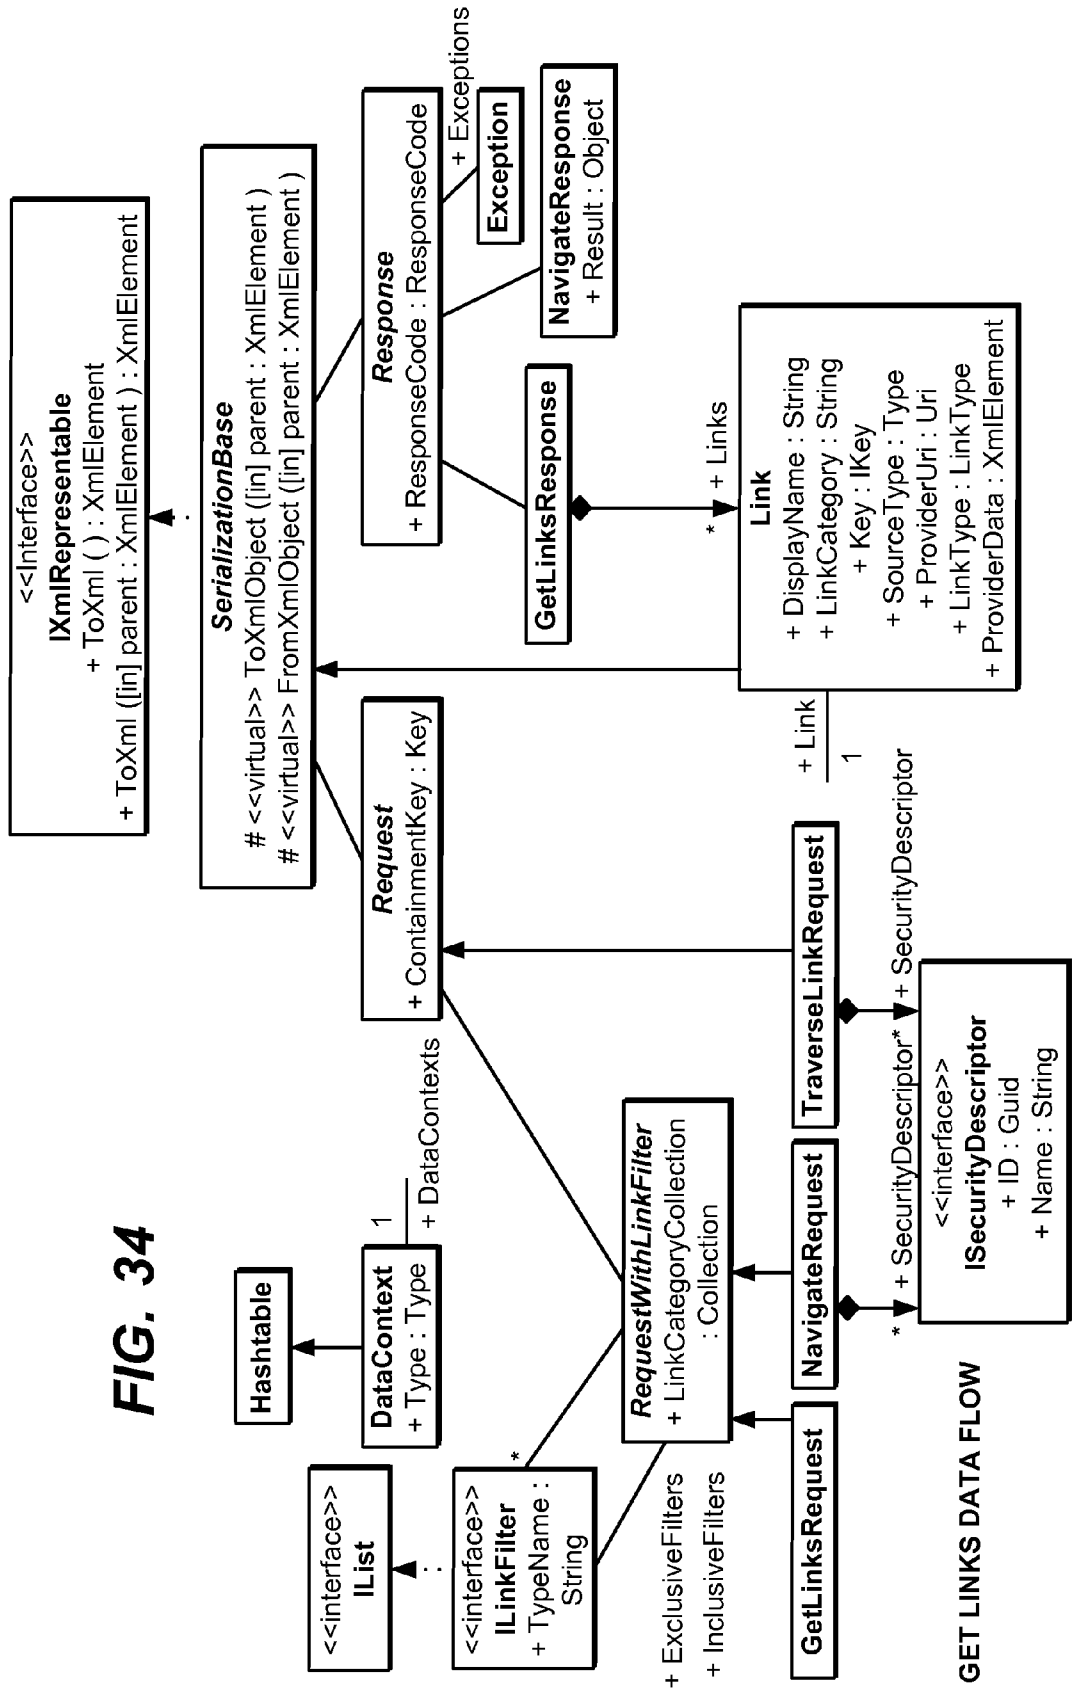 FIG. 34
<<Interface>>
IXmlRepresentable
+ ToXml ( ) : XmlElement
+ ToXml ([in] parent : XmlElement ) : XmlElement
SerializationBase
# <<virtual>> ToXmlObject ([in] parent : XmlElement )
# <<virtual>> FromXmlObject ([in] parent : XmlElement )
Hashtable
DataContext
+ Type : Type
1
+ DataContexts
Request
+ ContainmentKey : Key
Response
+ ResponseCode : ResponseCode
+ Exceptions
Exception
<<interface>>
IList
<<interface>>
ILinkFilter
+ TypeName :
String
*
GetLinksResponse
NavigateResponse
+ Result : Object
RequestWithLinkFilter
+ LinkCategoryCollection
: Collection
+ ExclusiveFilters
+ InclusiveFilters
*
+ Links
Link
+ DisplayName : String
+ LinkCategory : String
+ Key : IKey
+ SourceType : Type
+ ProviderUri : Uri
+ LinkType : LinkType
+ ProviderData : XmlElement
+ Link
1
GetLinksRequest
NavigateRequest
TraverseLinkRequest
*
+ SecurityDescriptor*
+ SecurityDescriptor
<<interface>>
ISecurityDescriptor
+ ID : Guid
+ Name : String
GET LINKS DATA FLOW